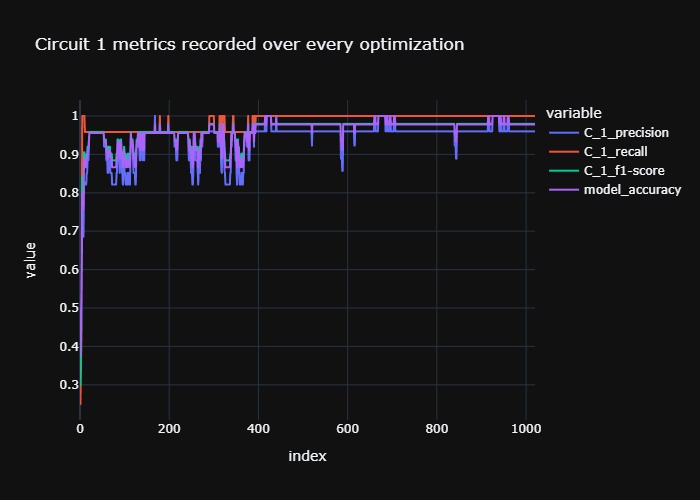 Circuit 1 metrics recorded over every optimization
variable
C_1_precision
C_1_recall
C_1_f1-score
model_accuracy
value
1
0.9
0.8
0.7
0.6
0.5
0.4
0.3
0 200 400 600 800 1000
index